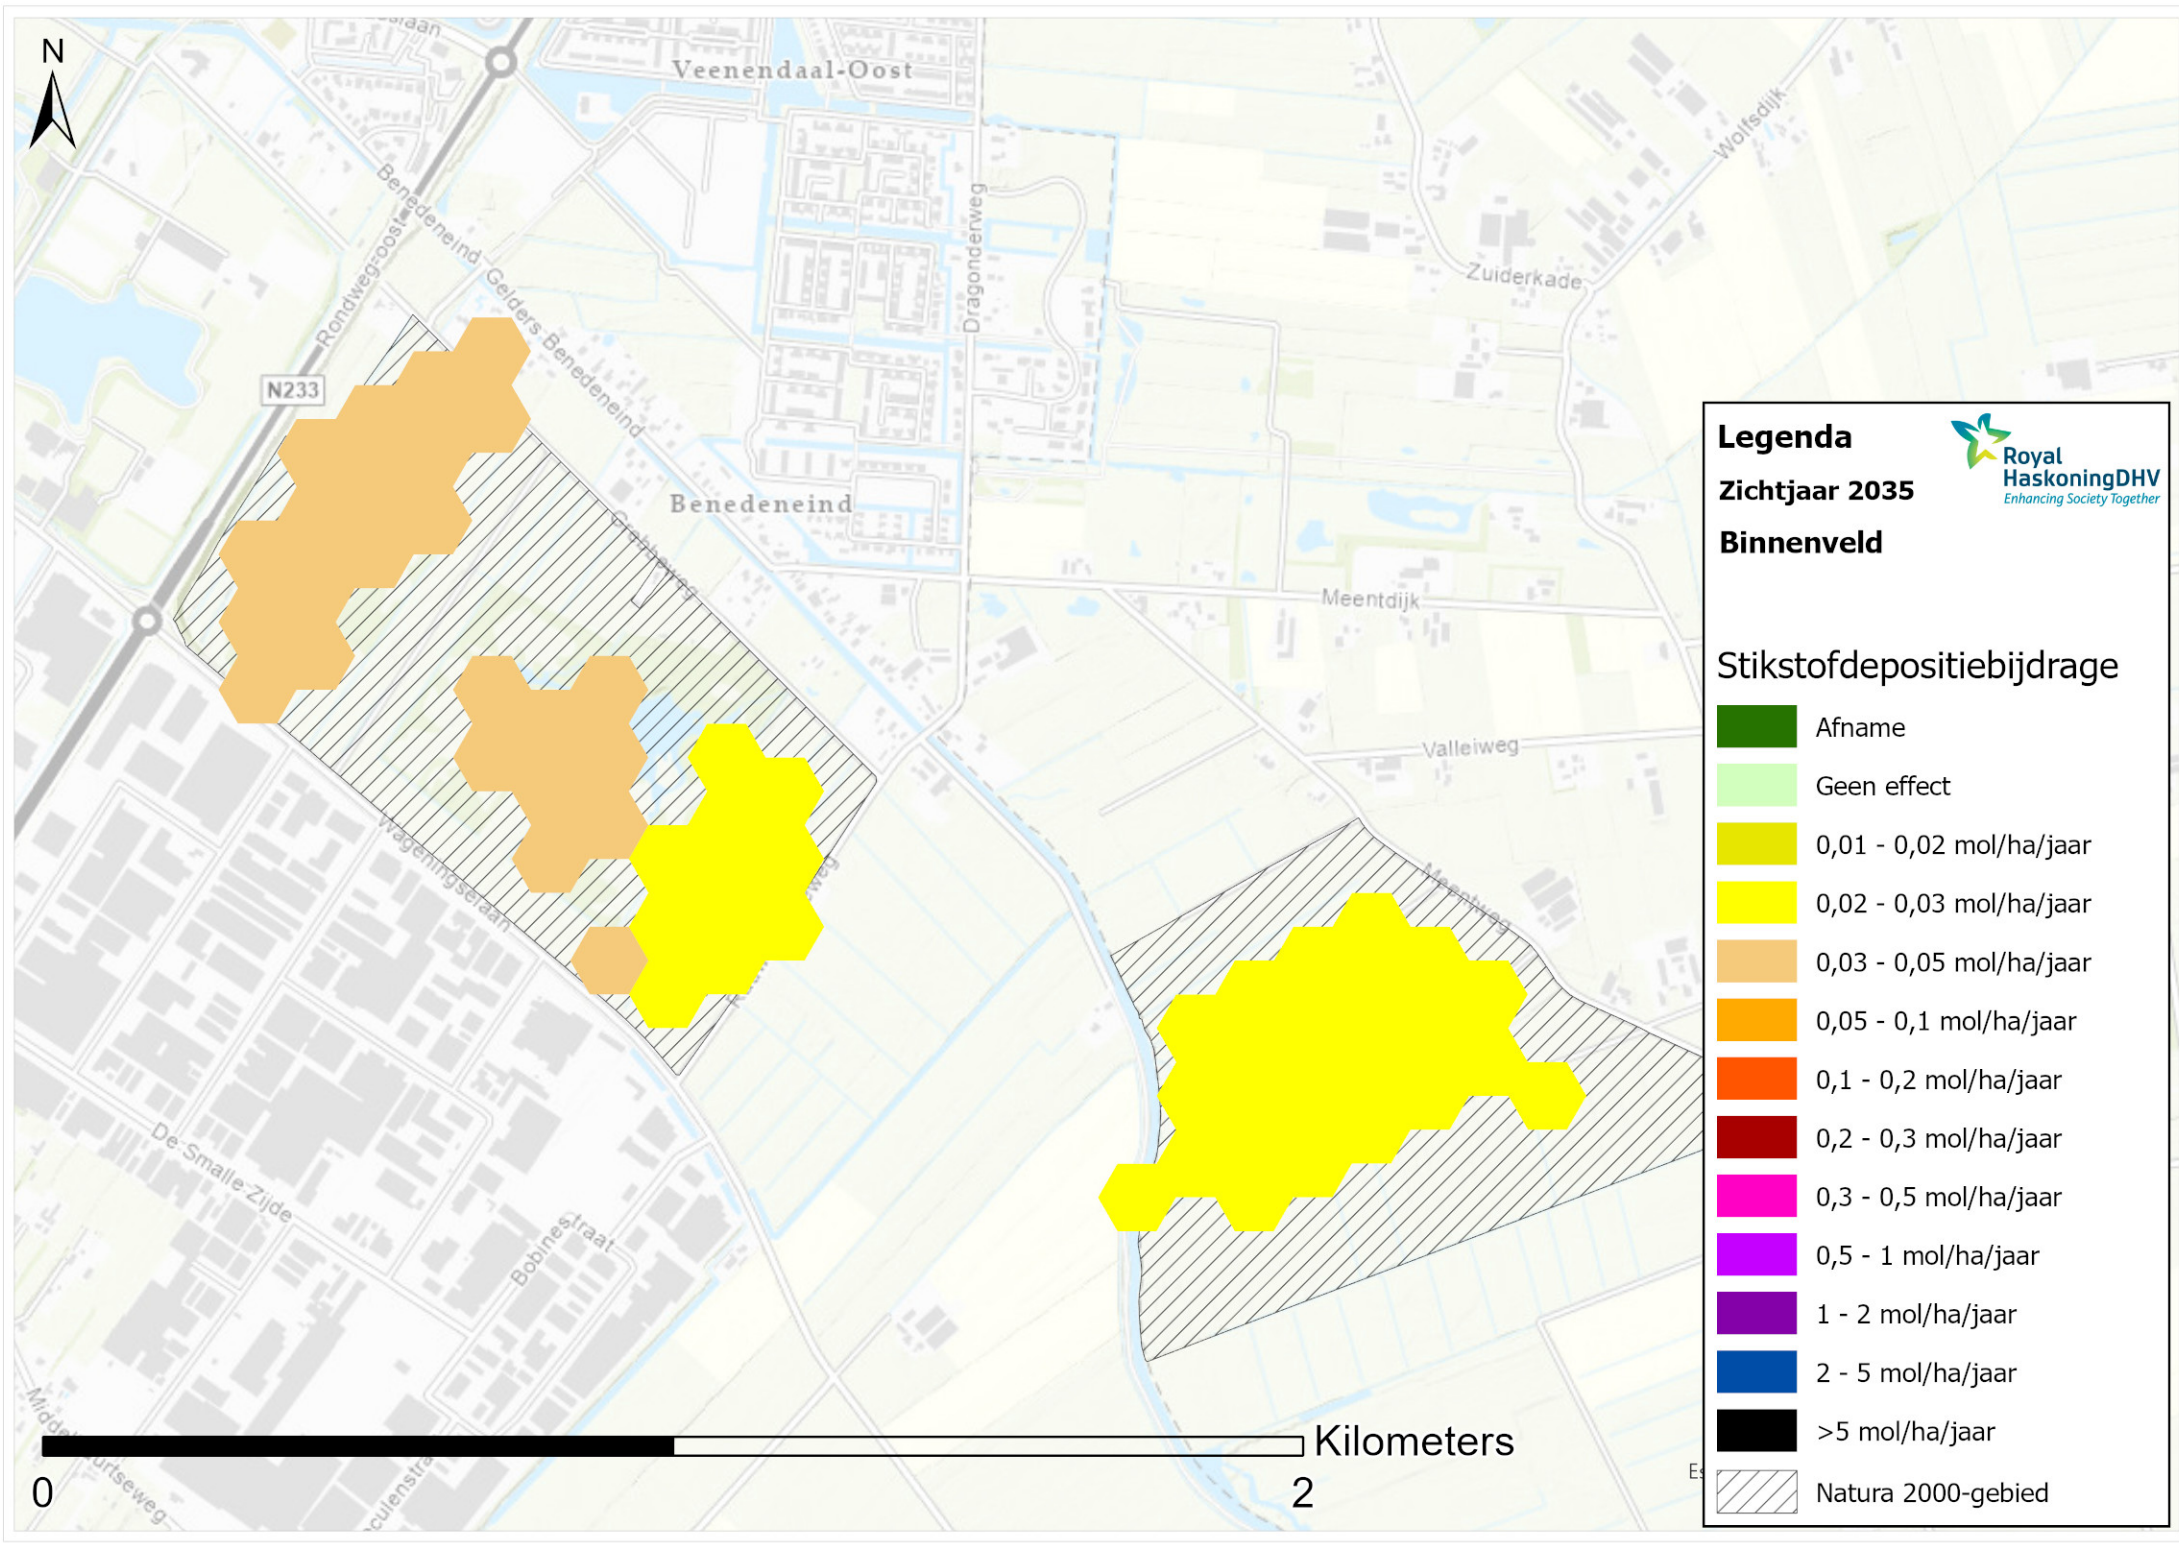 N
Veenendaal-Oost
Wolfsdijk
Benedeneind
Gelders-Benedeneind
Rondweg-oost
Dragonderweg
Zuiderkade
N233
Benedeneind
Grebbeweg
Meentdijk
Valleiweg
Wageningselaan
weg
Meentweg
De-Smalle-Zijde
Bobinestraat
Legenda
Zichtjaar 2035
Binnenveld
Royal
HaskoningDHV
Enhancing Society Together
Stikstofdepositiebijdrage
Afname
Geen effect
0,01 - 0,02 mol/ha/jaar
0,02 - 0,03 mol/ha/jaar
0,03 - 0,05 mol/ha/jaar
0,05 - 0,1 mol/ha/jaar
0,1 - 0,2 mol/ha/jaar
0,2 - 0,3 mol/ha/jaar
0,3 - 0,5 mol/ha/jaar
0,5 - 1 mol/ha/jaar
1 - 2 mol/ha/jaar
2 - 5 mol/ha/jaar
>5 mol/ha/jaar
Natura 2000-gebied
Es
Kilometers
0
2